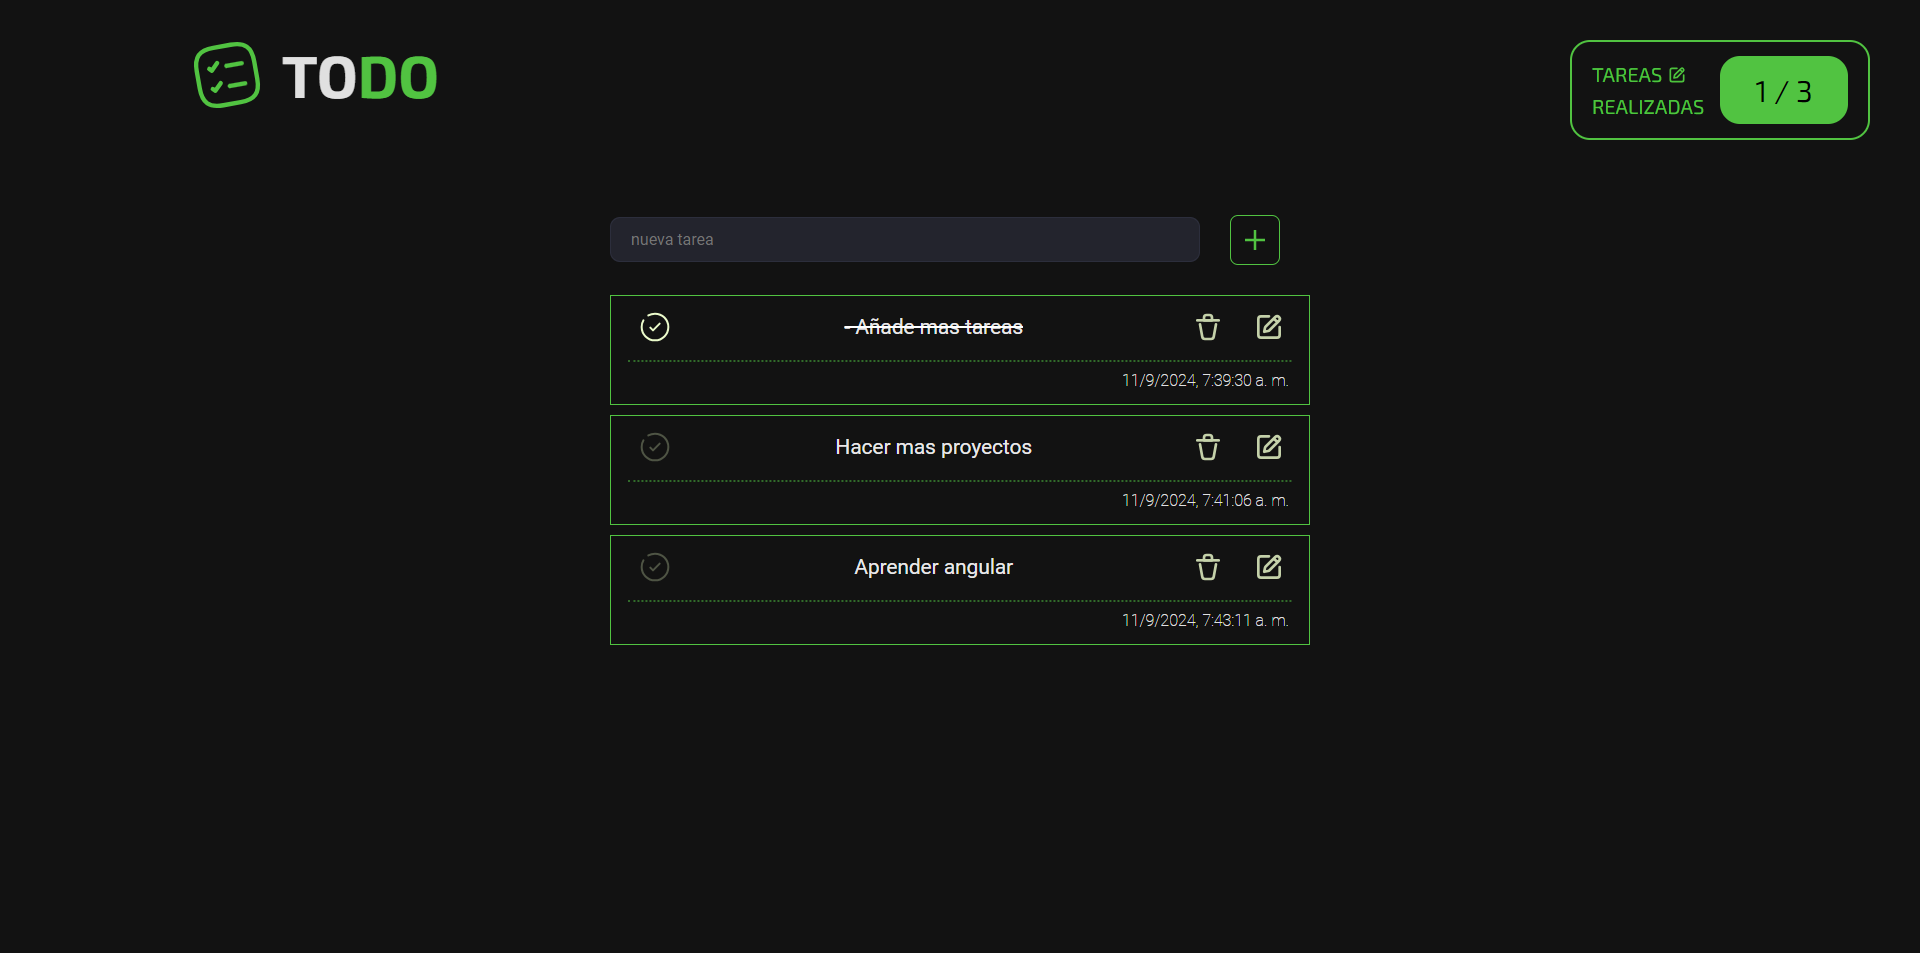 TODO
TAREAS
REALIZADAS
1 / 3
nueva tarea
- Añade mas tareas
11/9/2024, 7:39:30 a. m.
Hacer mas proyectos
11/9/2024, 7:41:06 a. m.
Aprender angular
11/9/2024, 7:43:11 a. m.